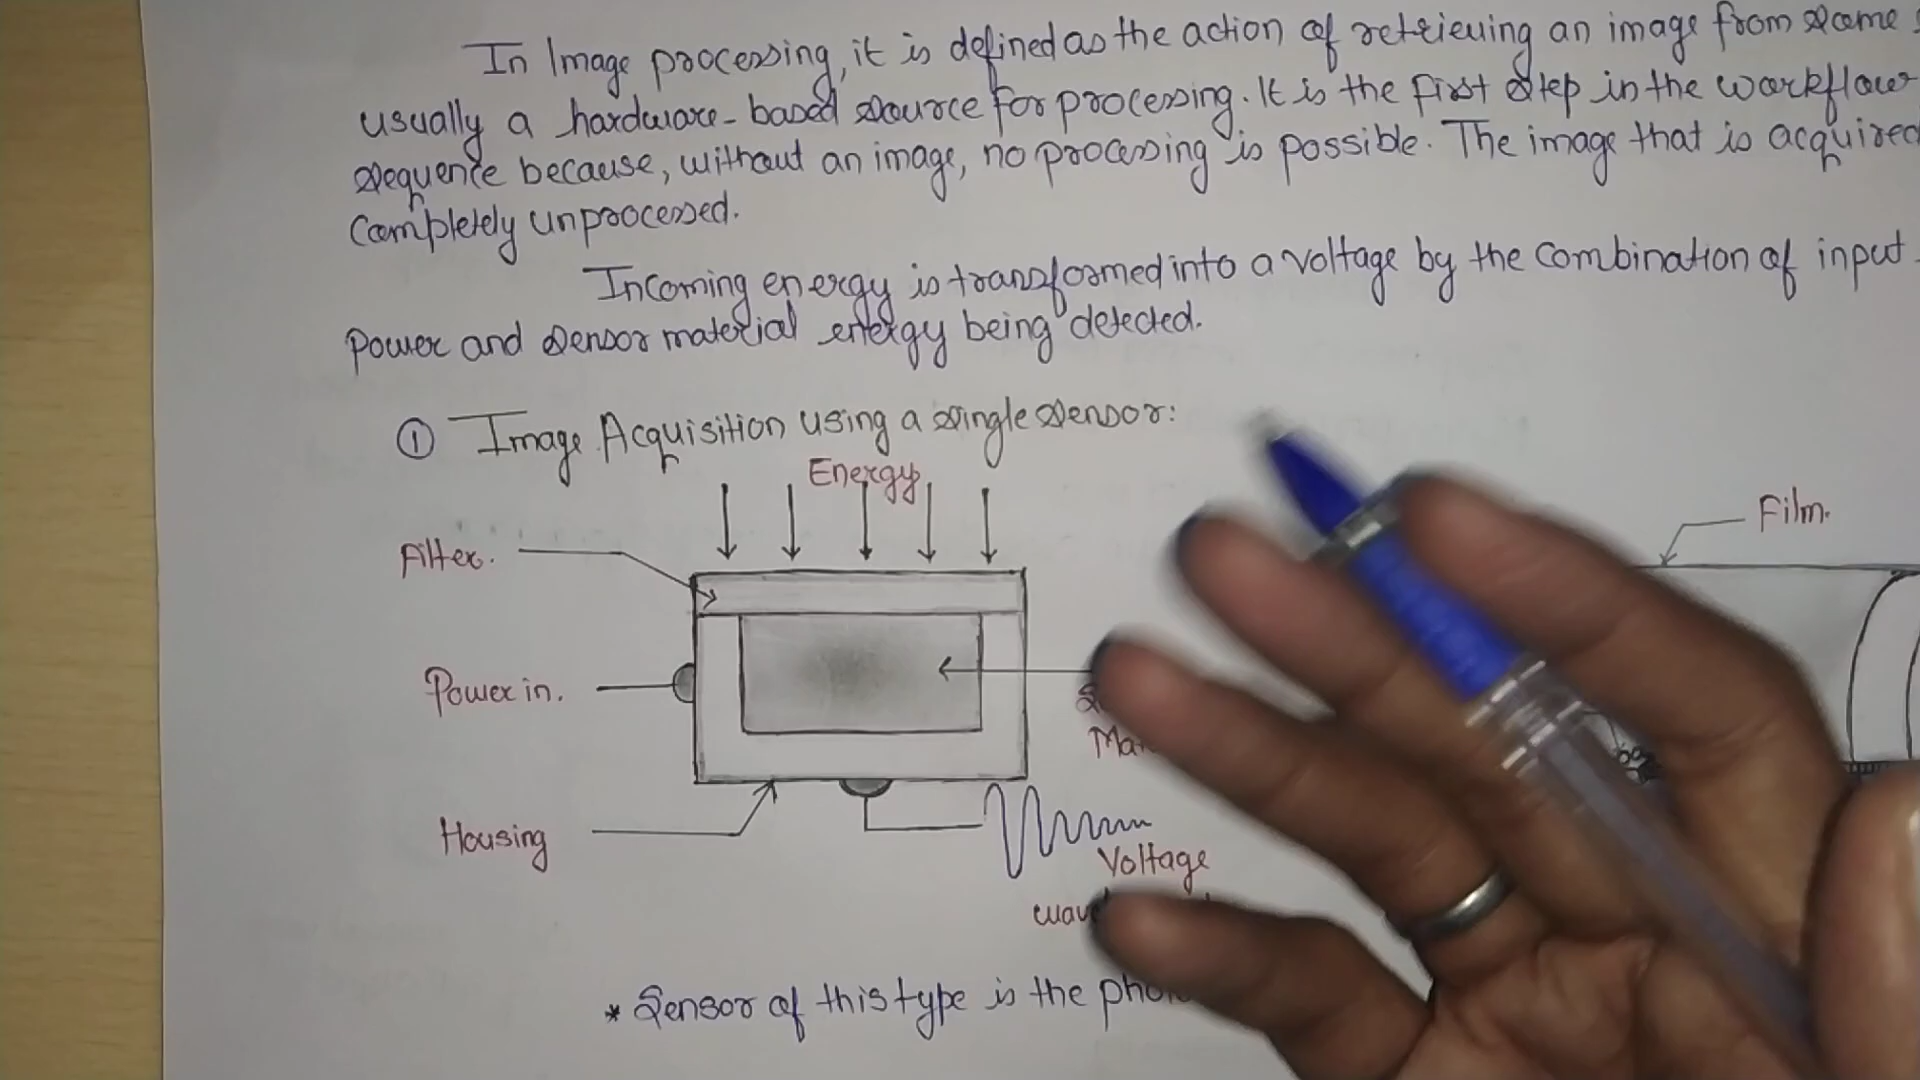 In Image processing, it is defined as the action of retrieving an image from some
usually a hardware-based source for processing. It is the first step in the workflow
sequence because, without an image, no processing is possible. The image that is acquired
completely unprocessed.
Incoming energy is transformed into a voltage by the combination of input
power and sensor material energy being detected.
① Image Acquisition using a single sensor:
Energy
Filter.
Film.
Power in.
Housing
Voltage
* Sensor of this type is the